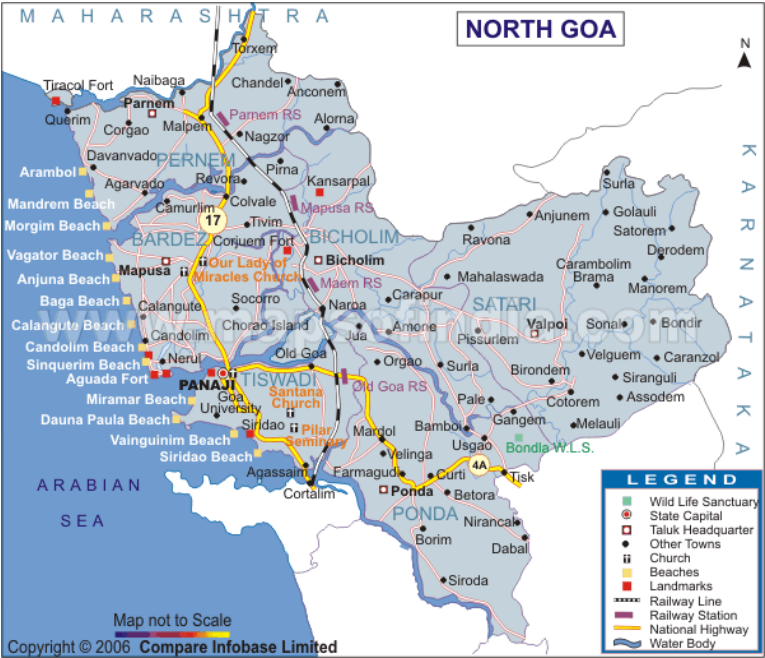 MAHARASHTRA
NORTH GOA
N
Torxem
Tiracol Fort
Naibaga
Chandel
Anconem
Parnem
Querim
Corgao
Malpem
Parnem RS
Alorna
Nagzor
Davanvado
PERNEM
Arambol
Pirna
Agarvado
Revora
Kansarpal
Surla
Mandrem Beach
Camurlim
Colvale
Mapusa RS
Golauli
17
Anjunem
Satorem
Morgim Beach
Tivim
BARDEZ
Corjuem Fort
BICHOLIM
Ravona
Derodem
Vagator Beach
Mapusa
Our Lady of
Miracles Church
Bicholim
Carambolim
Brama
Mahalaswada
Manorem
Anjuna Beach
Maem RS
Baga Beach
Socorro
Naroa
Carapur
SATARI
Calangute
www.mapsofindia.com
Calangute Beach
Chorao Island
Jua
Amone
Pissurlem
Valpoi
Sonal
Bondir
Candolim
Candolim Beach
Nerul
Old Goa
Orgao
Surla
Velguem
Caranzol
Sinquerim Beach
Birondem
Siranguli
Aguada Fort
PANAJI
TISWADI
Old Goa RS
Assodem
Miramar Beach
Goa
University
Santana
Church
Pale
Cotorem
Gangem
Dauna Paula Beach
Siridao
Pilar
Seminary
Mardol
Bamboi
Melauli
Vainguinim Beach
Usgao
Bondla W.L.S.
Siridao Beach
Velinga
4A
Agassaim
Farmagudi
Curti
Tisk
Cortalim
Ponda
Betora
ARABIAN
SEA
PONDA
Nirancal
Borim
Dabal
Siroda
KARNATAKA
LEGEND
Wild Life Sanctuary
State Capital
Taluk Headquarter
Other Towns
Church
Beaches
Landmarks
Railway Line
Railway Station
National Highway
Water Body
Map not to Scale
Copyright © 2006 Compare Infobase Limited